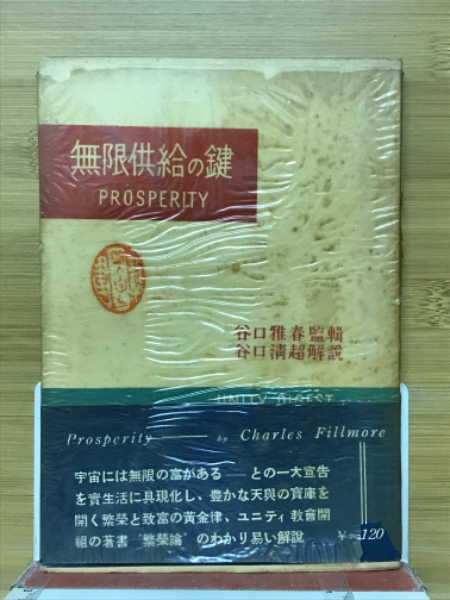 無限供給の鍵
PROSPERITY
谷口雅春監輯
谷口淸超解説
UNITY DIGEST
Prosperity — by Charles Fillmore
宇宙には無限の富がある — との一大宣告
を實生活に具現化し、豊かな天與の寶庫を
開く繁榮と致富の黃金律、ユニティ教會開
祖の著書“繁榮論”のわかり易い解說
¥ 120